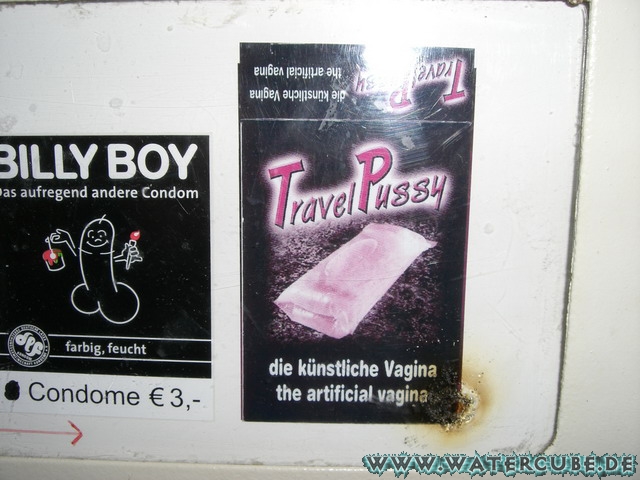 die künstliche Vagina
the artificial vagina
Travel Pussy
BILLY BOY
Das aufregend andere Condom
farbig, feucht
Condome € 3,-
Travel Pussy
die künstliche Vagina
the artificial vagina
WWW.WATERCUBE.DE